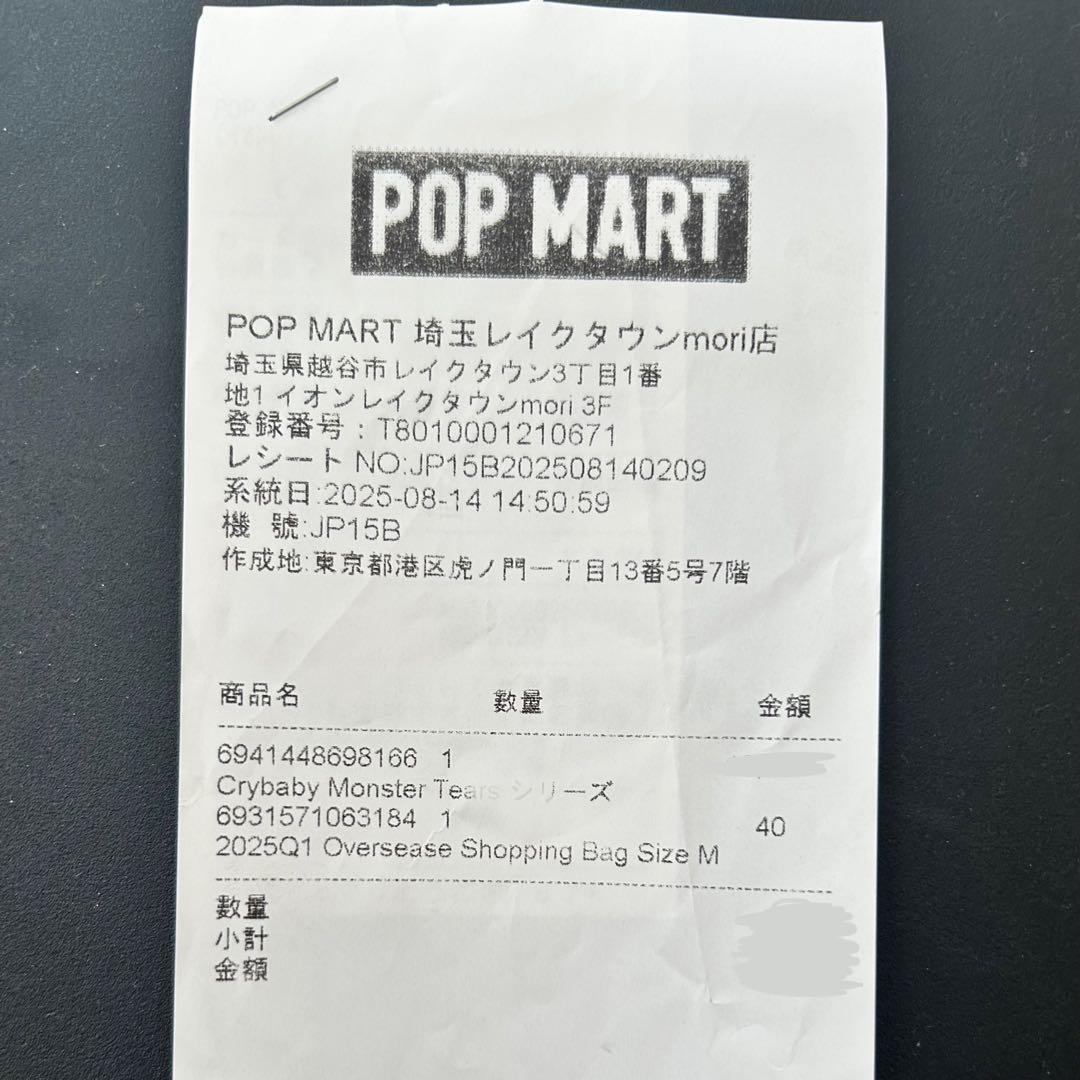 POP MART
POP MART 埼玉レイクタウンmori店
埼玉県越谷市レイクタウン3丁目1番
地1 イオンレイクタウンmori 3F
登録番号：T8010001210671
レシート NO:JP15B202508140209
系統日:2025-08-14 14:50:59
機 號:JP15B
作成地:東京都港区虎ノ門一丁目13番5号7階
商品名 數量 金額
6941448698166 1
Crybaby Monster Tears シリーズ
6931571063184 1 40
2025Q1 Oversease Shopping Bag Size M
數量
小計
金額